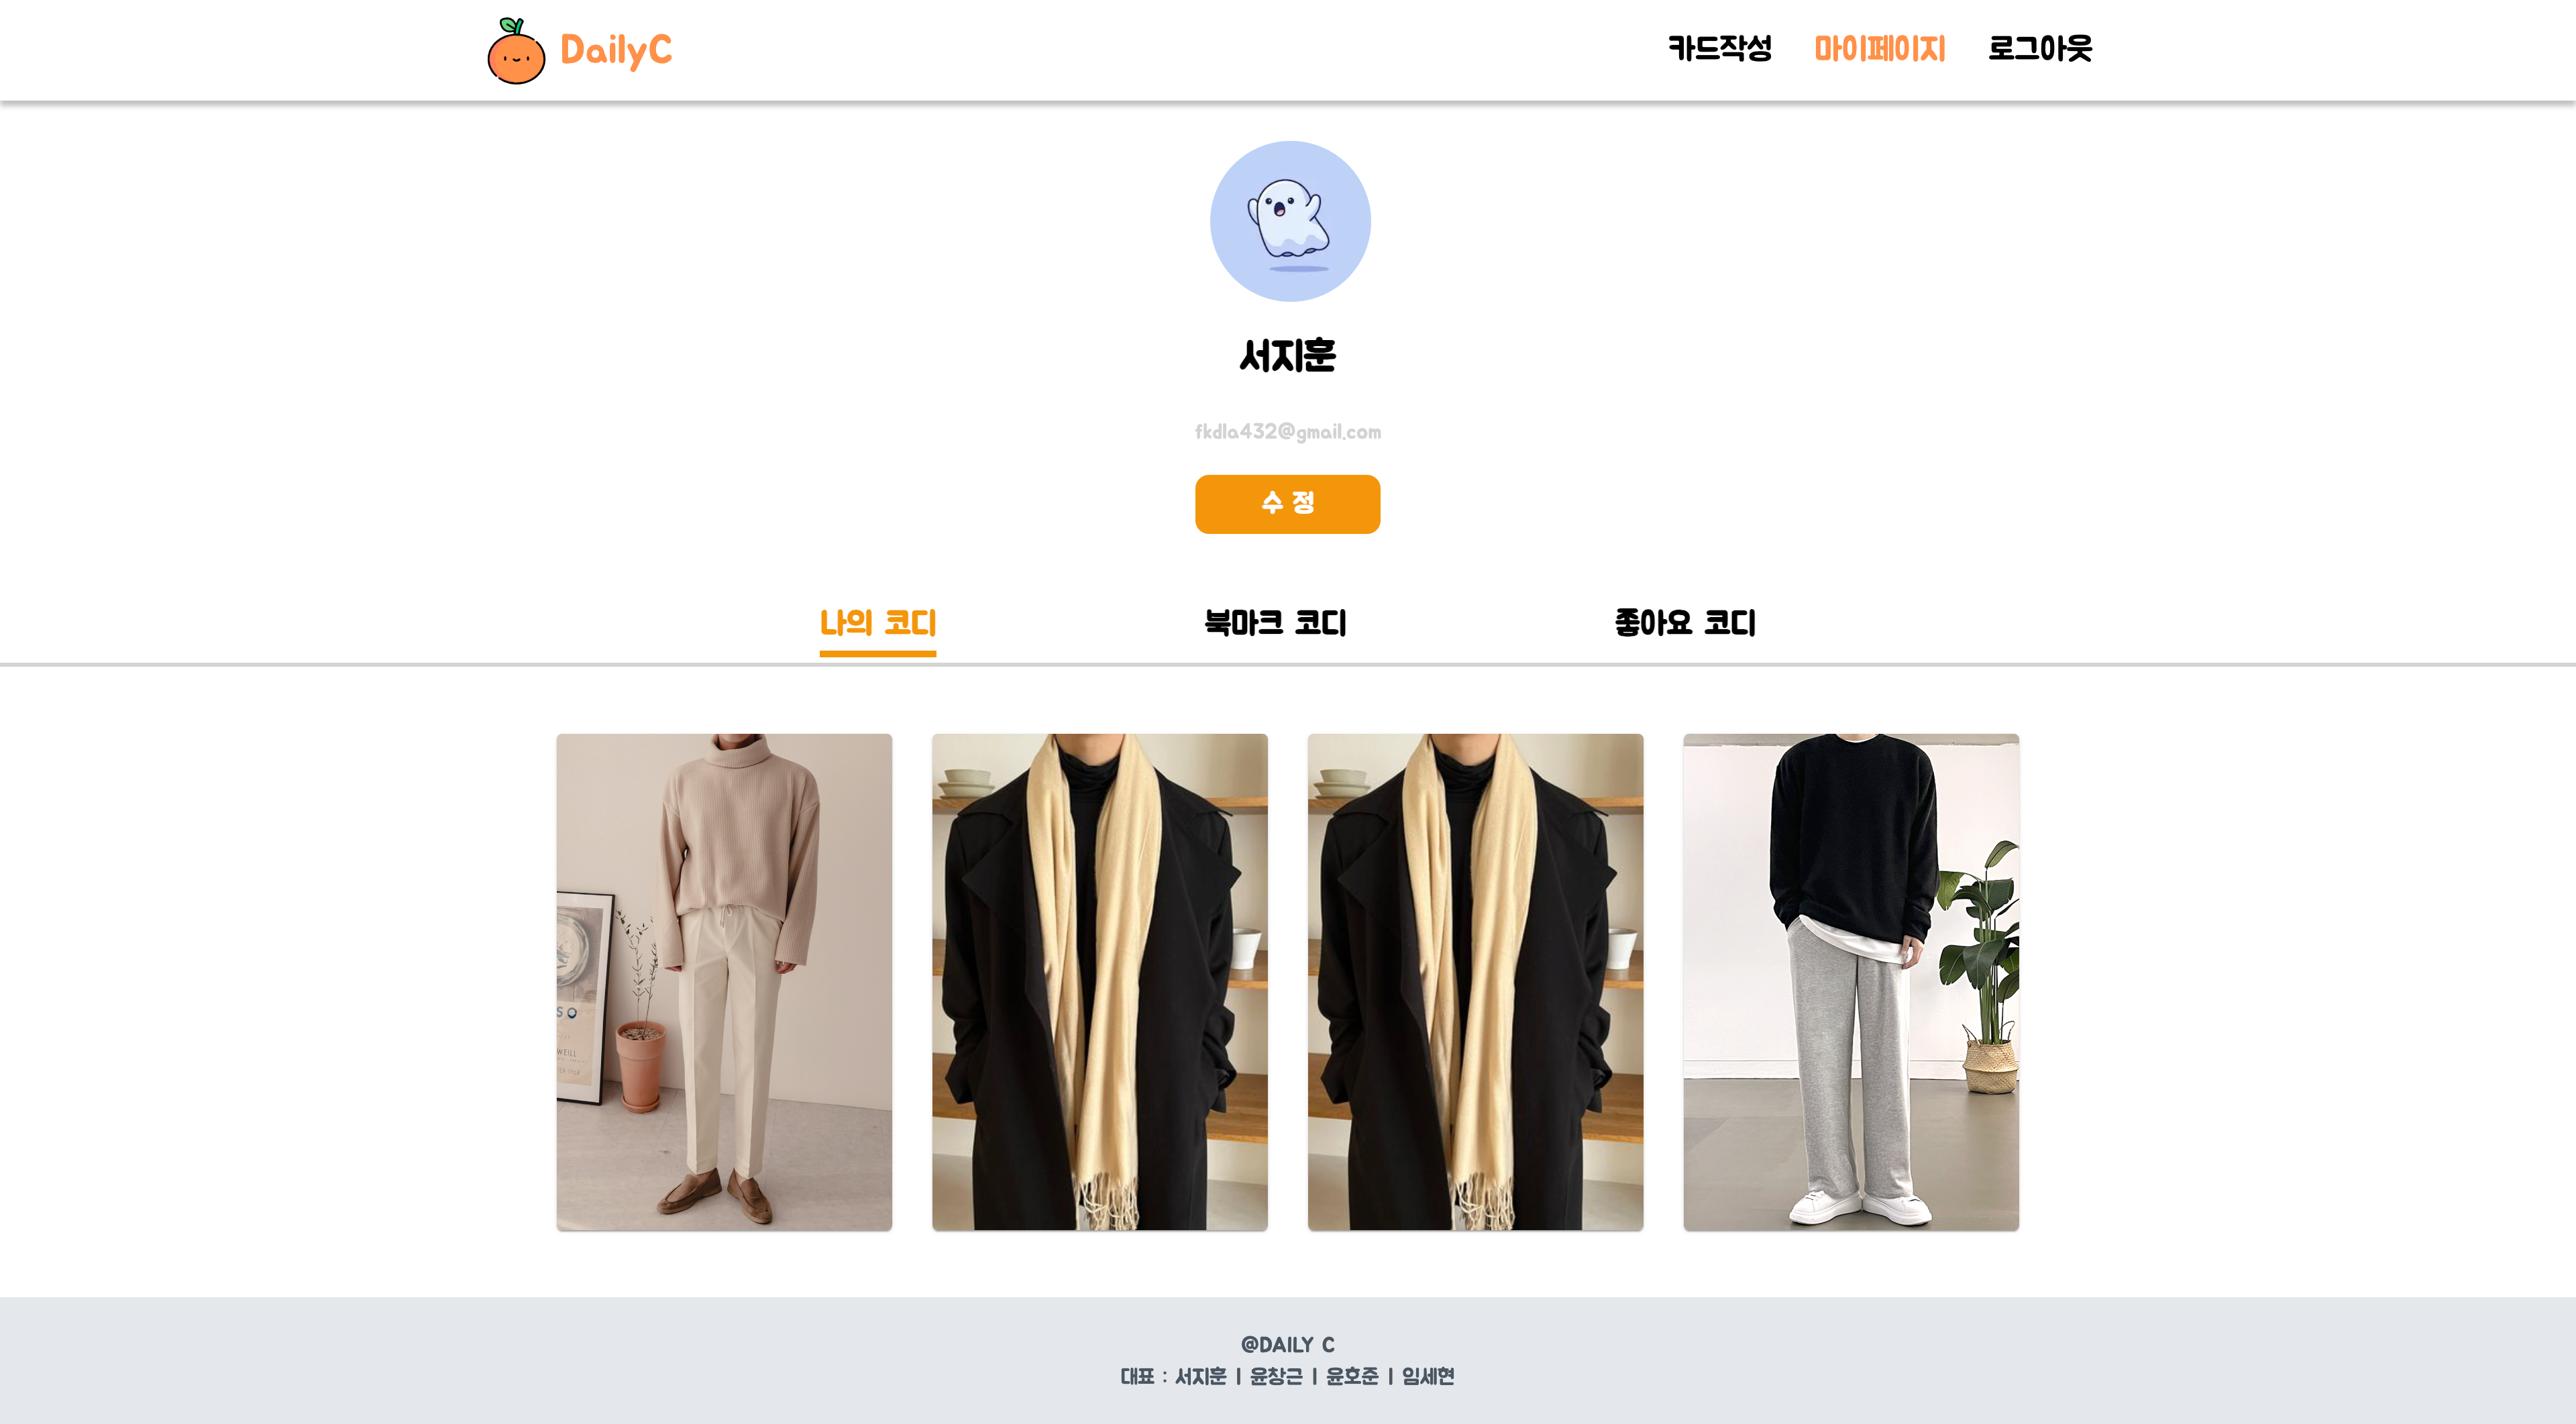 DailyC
카드작성 마이페이지 로그아웃
서지훈
fkdla432@gmail.com
수 정
나의 코디 북마크 코디 좋아요 코디
SO
WEILL
@DAILY C
대표 : 서지훈 | 윤창근 | 윤호준 | 임세현